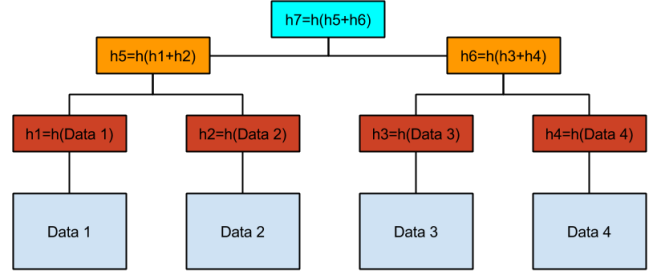 h7=h(h5+h6)
h5=h(h1+h2)
h6=h(h3+h4)
h1=h(Data 1)
h2=h(Data 2)
h3=h(Data 3)
h4=h(Data 4)
Data 1
Data 2
Data 3
Data 4